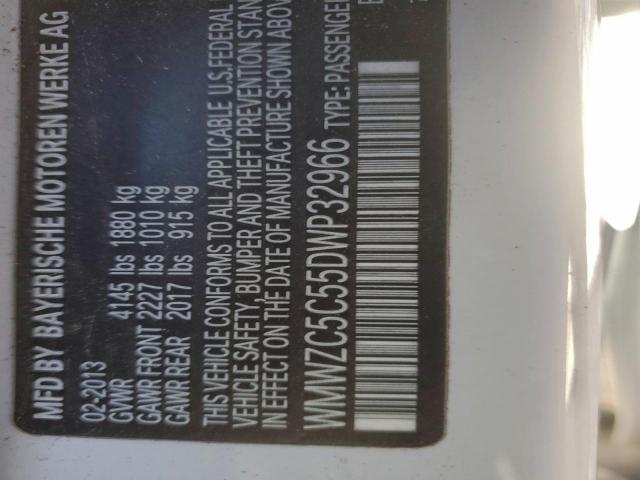 MFD BY BAYERISCHE MOTOREN WERKE AG
02-2013
GVWR 4145 lbs 1880 kg
GAWR FRONT 2227 lbs 1010 kg
GAWR REAR 2017 lbs 915 kg
THIS VEHICLE CONFORMS TO ALL APPLICABLE U.S.FEDERAL
VEHICLE SAFETY, BUMPER AND THEFT PREVENTION STAN
IN EFFECT ON THE DATE OF MANUFACTURE SHOWN ABOV
WMWZC5C55DWP32966 TYPE: PASSENGER